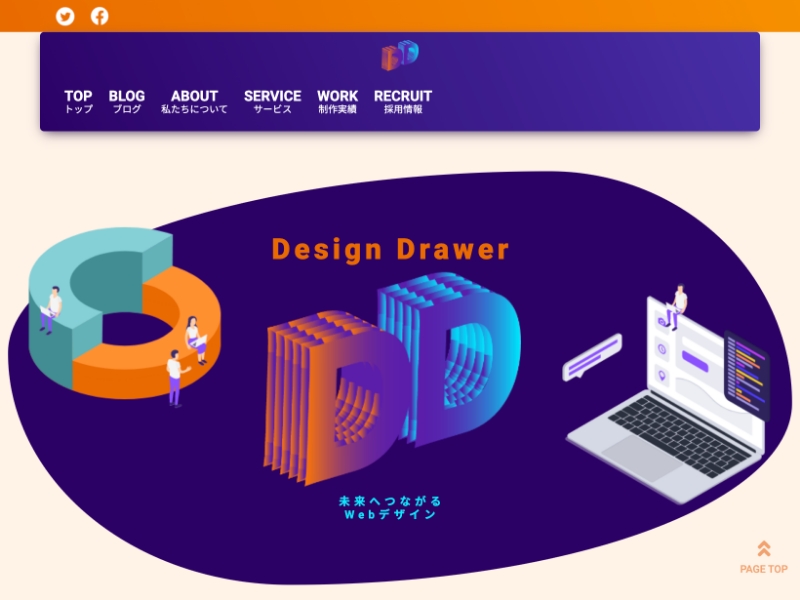 TOP BLOG ABOUT SERVICE WORK RECRUIT
トップ ブログ 私たちについて サービス 制作実績 採用情報
Design Drawer
DD
未来へつながる
Webデザイン
PAGE TOP